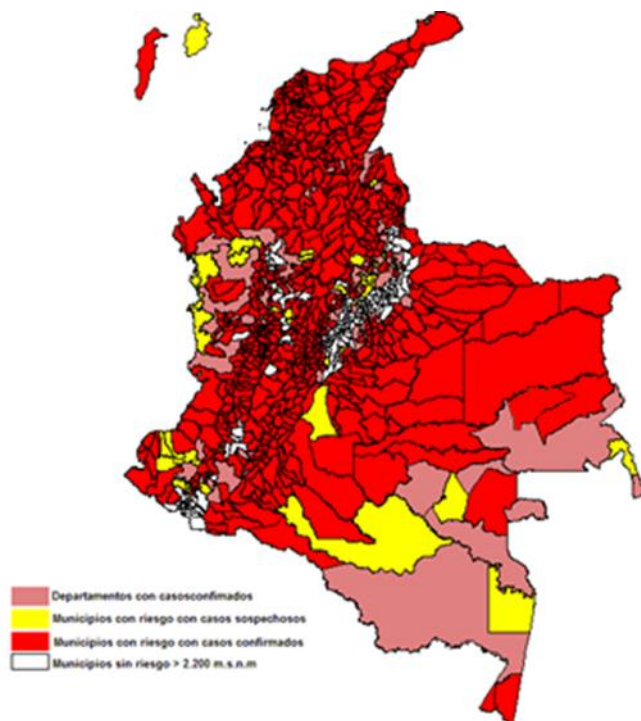 Departamentos con casosconfimados
Municipios con riesgo con casos sospechosos
Municipios con riesgo con casos confirmados
Municipios sin riesgo > 2.200 m.s.n.m